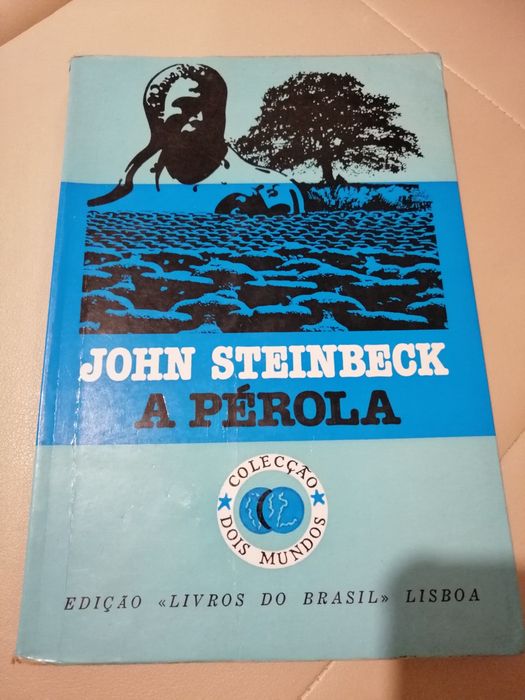 JOHN STEINBECK
A PÉROLA
COLECÇÃO
DOIS MUNDOS
EDIÇÃO «LIVROS DO BRASIL» LISBOA